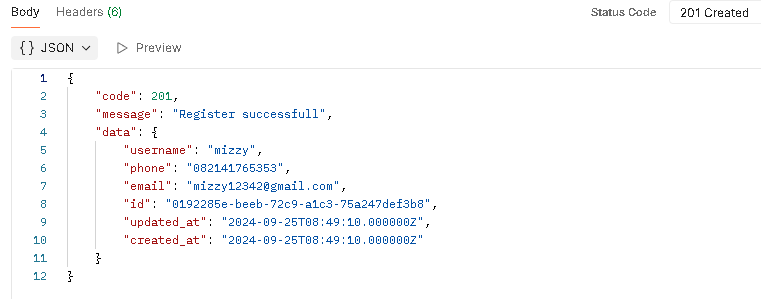 Body Headers (6) Status Code 201 Created
{} JSON Preview
1 {
2 "code": 201,
3 "message": "Register successfull",
4 "data": {
5 "username": "mizzy",
6 "phone": "082141765353",
7 "email": "mizzy12342@gmail.com",
8 "id": "0192285e-beeb-72c9-a1c3-75a247def3b8",
9 "updated_at": "2024-09-25T08:49:10.000000Z",
10 "created_at": "2024-09-25T08:49:10.000000Z"
11 }
12 }